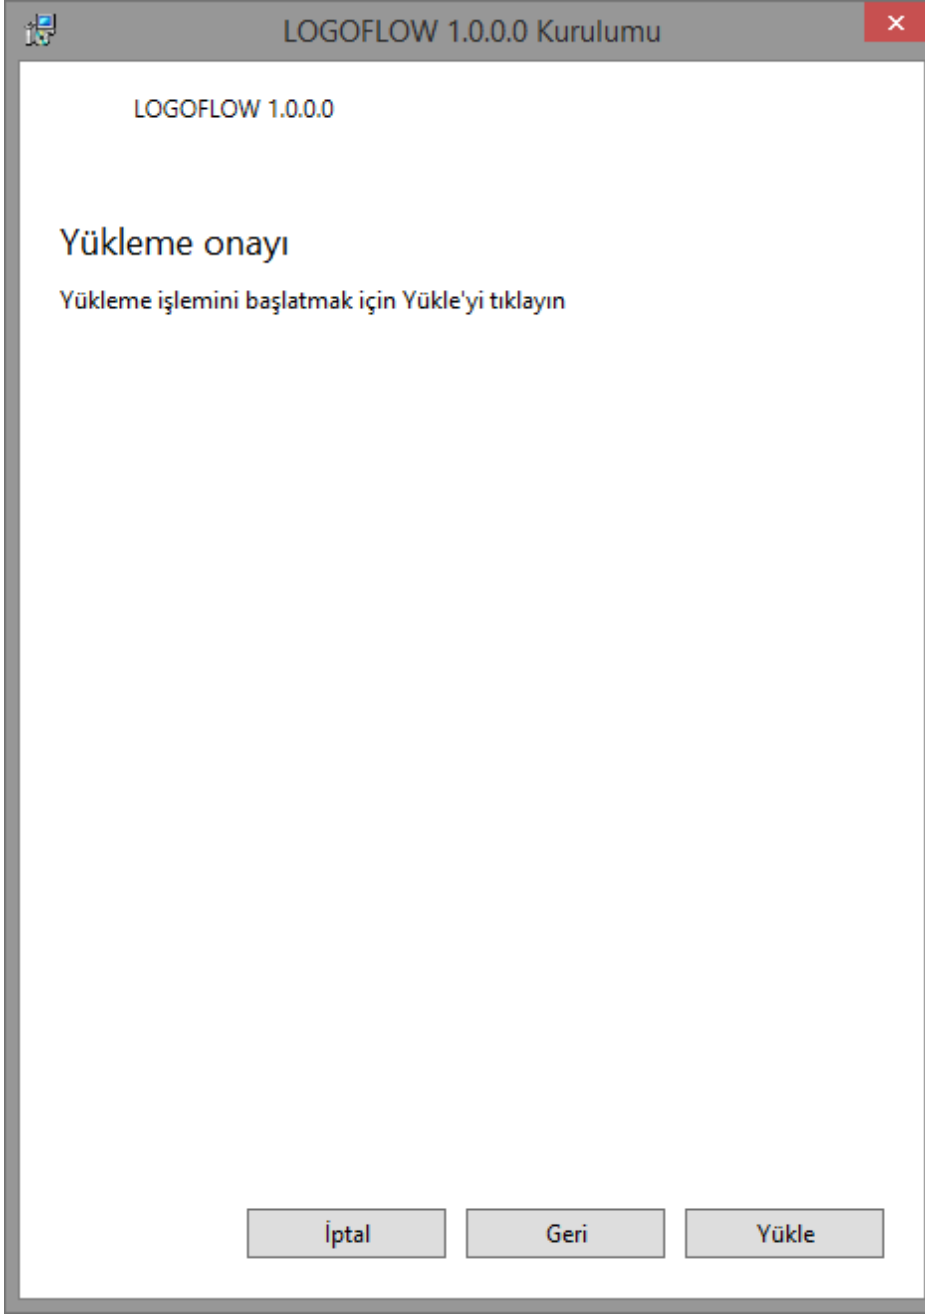 LOGOFLOW 1.0.0.0 Kurulumu
LOGOFLOW 1.0.0.0
Yükleme onayı
Yükleme işlemini başlatmak için Yükle'yi tıklayın
İptal
Geri
Yükle